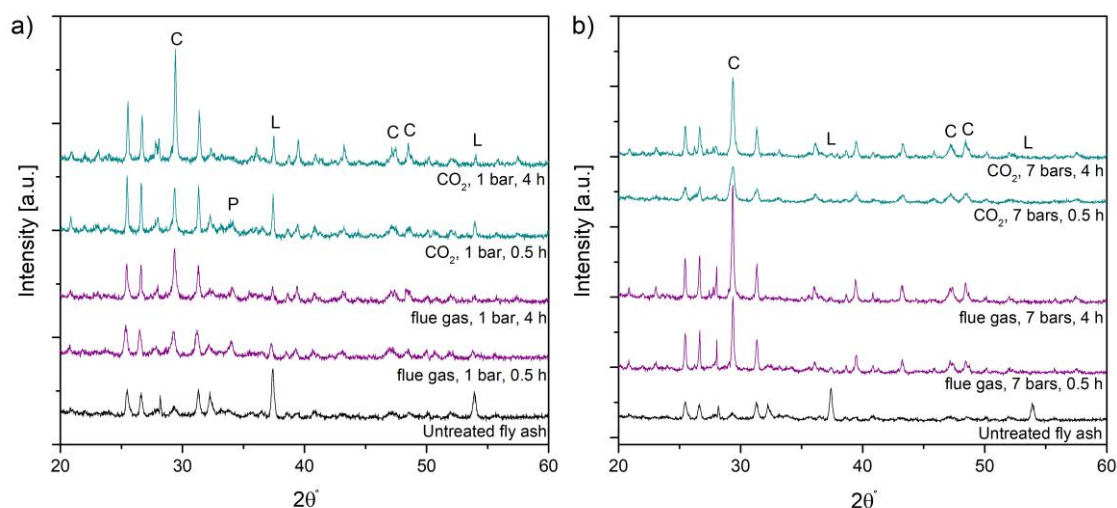 a)
C
L
C C
L
CO₂, 1 bar, 4 h
P
CO₂, 1 bar, 0.5 h
flue gas, 1 bar, 4 h
flue gas, 1 bar, 0.5 h
Untreated fly ash
Intensity [a.u.]
20 30 40 50 60
2θ°
b)
C
L
C C
L
CO₂, 7 bars, 4 h
CO₂, 7 bars, 0.5 h
flue gas, 7 bars, 4 h
flue gas, 7 bars, 0.5 h
Untreated fly ash
Intensity [a.u.]
20 30 40 50 60
2θ°